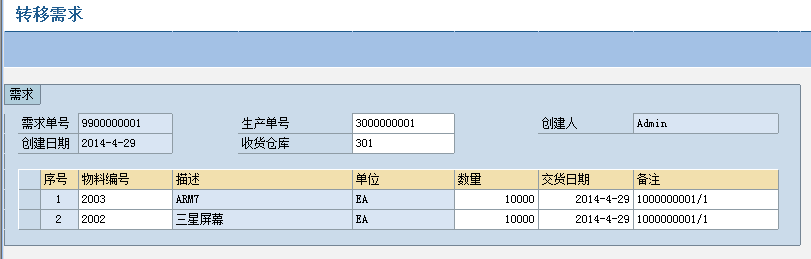 转移需求
需求
需求单号 9900000001 生产单号 3000000001 创建人 Admin
创建日期 2014-4-29 收货仓库 301
序号 物料编号 描述 单位 数量 交货日期 备注
1 2003 ARM7 EA 10000 2014-4-29 1000000001/1
2 2002 三星屏幕 EA 10000 2014-4-29 1000000001/1